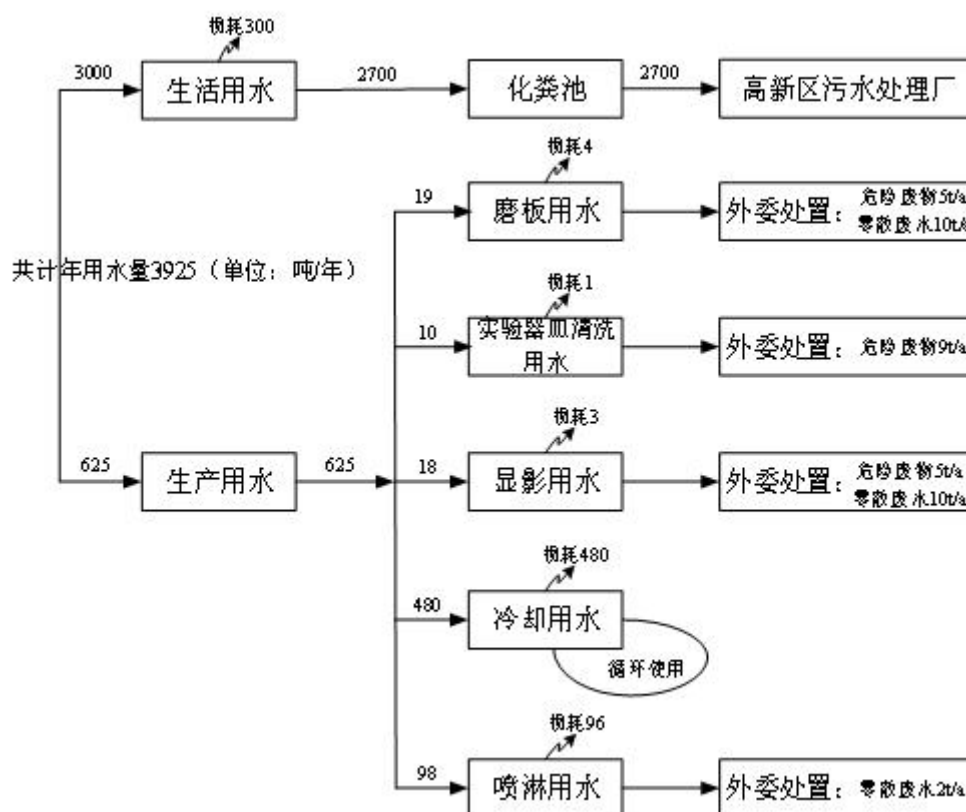 损耗300
3000
生活用水
2700
化粪池
2700
高新区污水处理厂
损耗4
19
磨板用水
外委处置：
危险废物5t/a
零散废水10t/a
共计年用水量3925（单位：吨/年）
损耗1
10
实验器皿清洗
用水
外委处置：
危险废物9t/a
损耗3
625
生产用水
625
18
显影用水
外委处置：
危险废物5t/a
零散废水10t/a
损耗480
480
冷却用水
循环使用
损耗96
98
喷淋用水
外委处置：
零散废水2t/a